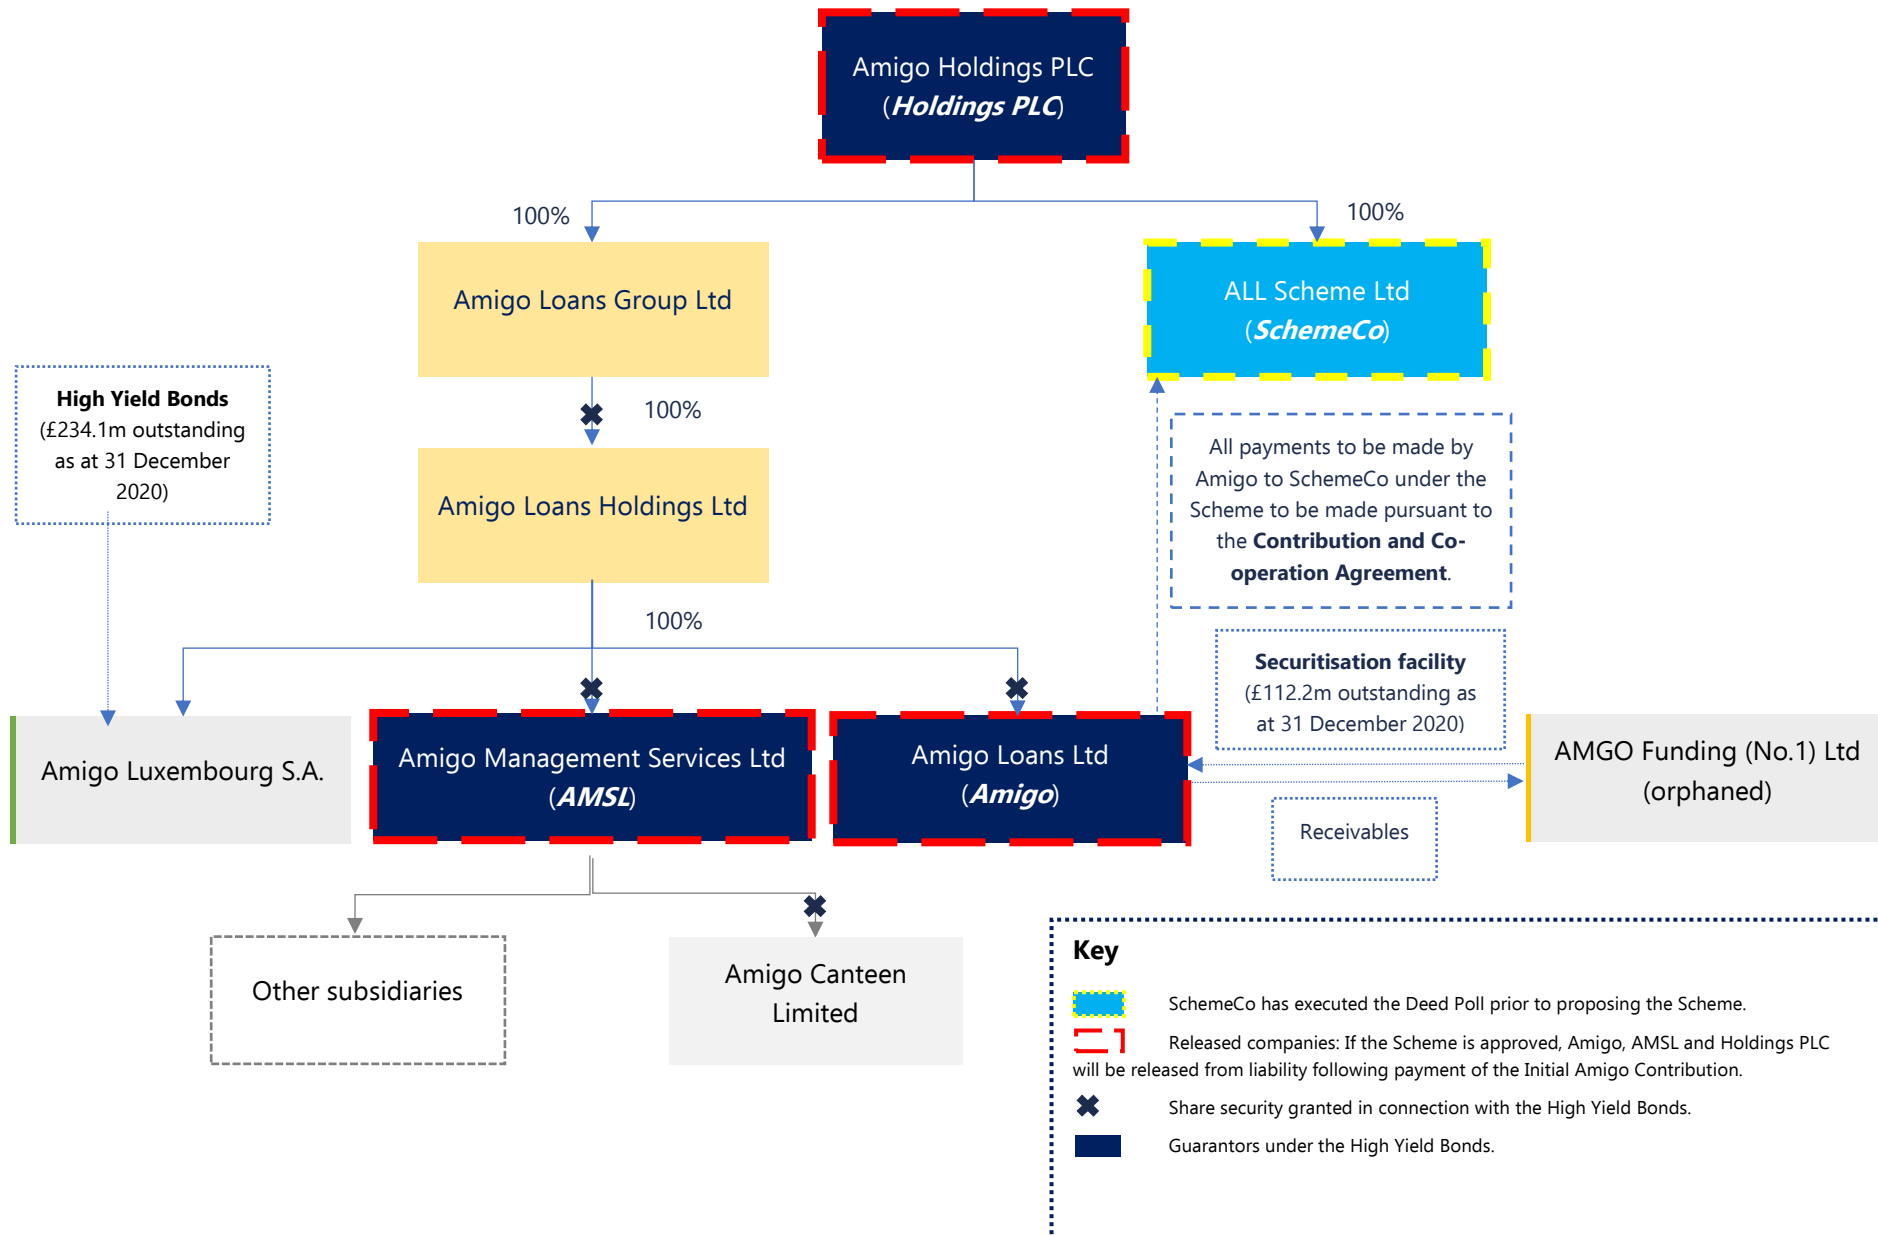 Amigo Holdings PLC
(Holdings PLC)
100%
100%
Amigo Loans Group Ltd
ALL Scheme Ltd
(SchemeCo)
High Yield Bonds
(£234.1m outstanding
as at 31 December
2020)
100%
All payments to be made by
Amigo to SchemeCo under the
Scheme to be made pursuant to
the Contribution and Co-
operation Agreement.
Amigo Loans Holdings Ltd
100%
Securitisation facility
(£112.2m outstanding as
at 31 December 2020)
Amigo Luxembourg S.A.
Amigo Management Services Ltd
(AMSL)
Amigo Loans Ltd
(Amigo)
AMGO Funding (No.1) Ltd
(orphaned)
Receivables
Other subsidiaries
Amigo Canteen
Limited
Key
SchemeCo has executed the Deed Poll prior to proposing the Scheme.
Released companies: If the Scheme is approved, Amigo, AMSL and Holdings PLC
will be released from liability following payment of the Initial Amigo Contribution.
Share security granted in connection with the High Yield Bonds.
Guarantors under the High Yield Bonds.